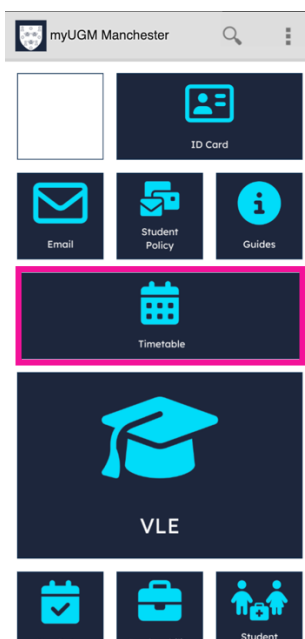 myUGM Manchester
ID Card
Email
Student
Policy
Guides
Timetable
VLE
Student